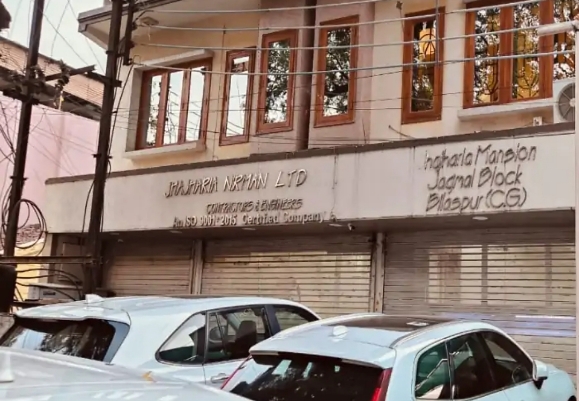 JHAJHARIA NIRMAN LTD
CONTRACTORS & ENGINEERS
An ISO 9001:2015 Certified Company
Jhajharia Mansion
Jagmal Block
Bilaspur (C.G)